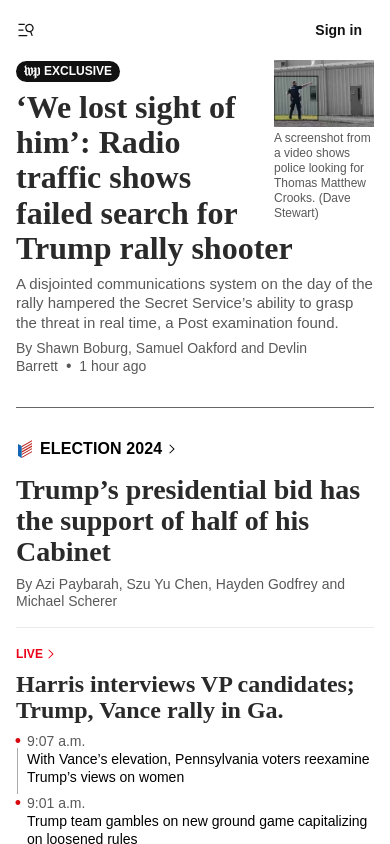 Sign in
wp EXCLUSIVE
‘We lost sight of
him’: Radio
traffic shows
failed search for
Trump rally shooter
A screenshot from
a video shows
police looking for
Thomas Matthew
Crooks. (Dave
Stewart)
A disjointed communications system on the day of the
rally hampered the Secret Service’s ability to grasp
the threat in real time, a Post examination found.
By Shawn Boburg, Samuel Oakford and Devlin
Barrett • 1 hour ago
ELECTION 2024
Trump’s presidential bid has
the support of half of his
Cabinet
By Azi Paybarah, Szu Yu Chen, Hayden Godfrey and
Michael Scherer
LIVE
Harris interviews VP candidates;
Trump, Vance rally in Ga.
9:07 a.m.
With Vance’s elevation, Pennsylvania voters reexamine
Trump’s views on women
9:01 a.m.
Trump team gambles on new ground game capitalizing
on loosened rules